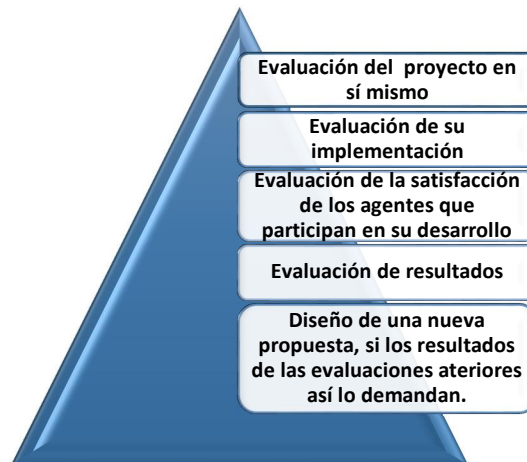 Evaluación del  proyecto en
sí mismo
Evaluación de su
implementación
Evaluación de la satisfacción
de los agentes que
participan en su desarrollo
Evaluación de resultados
Diseño de una nueva
propuesta, si los resultados
de las evaluaciones ateriores
así lo demandan.